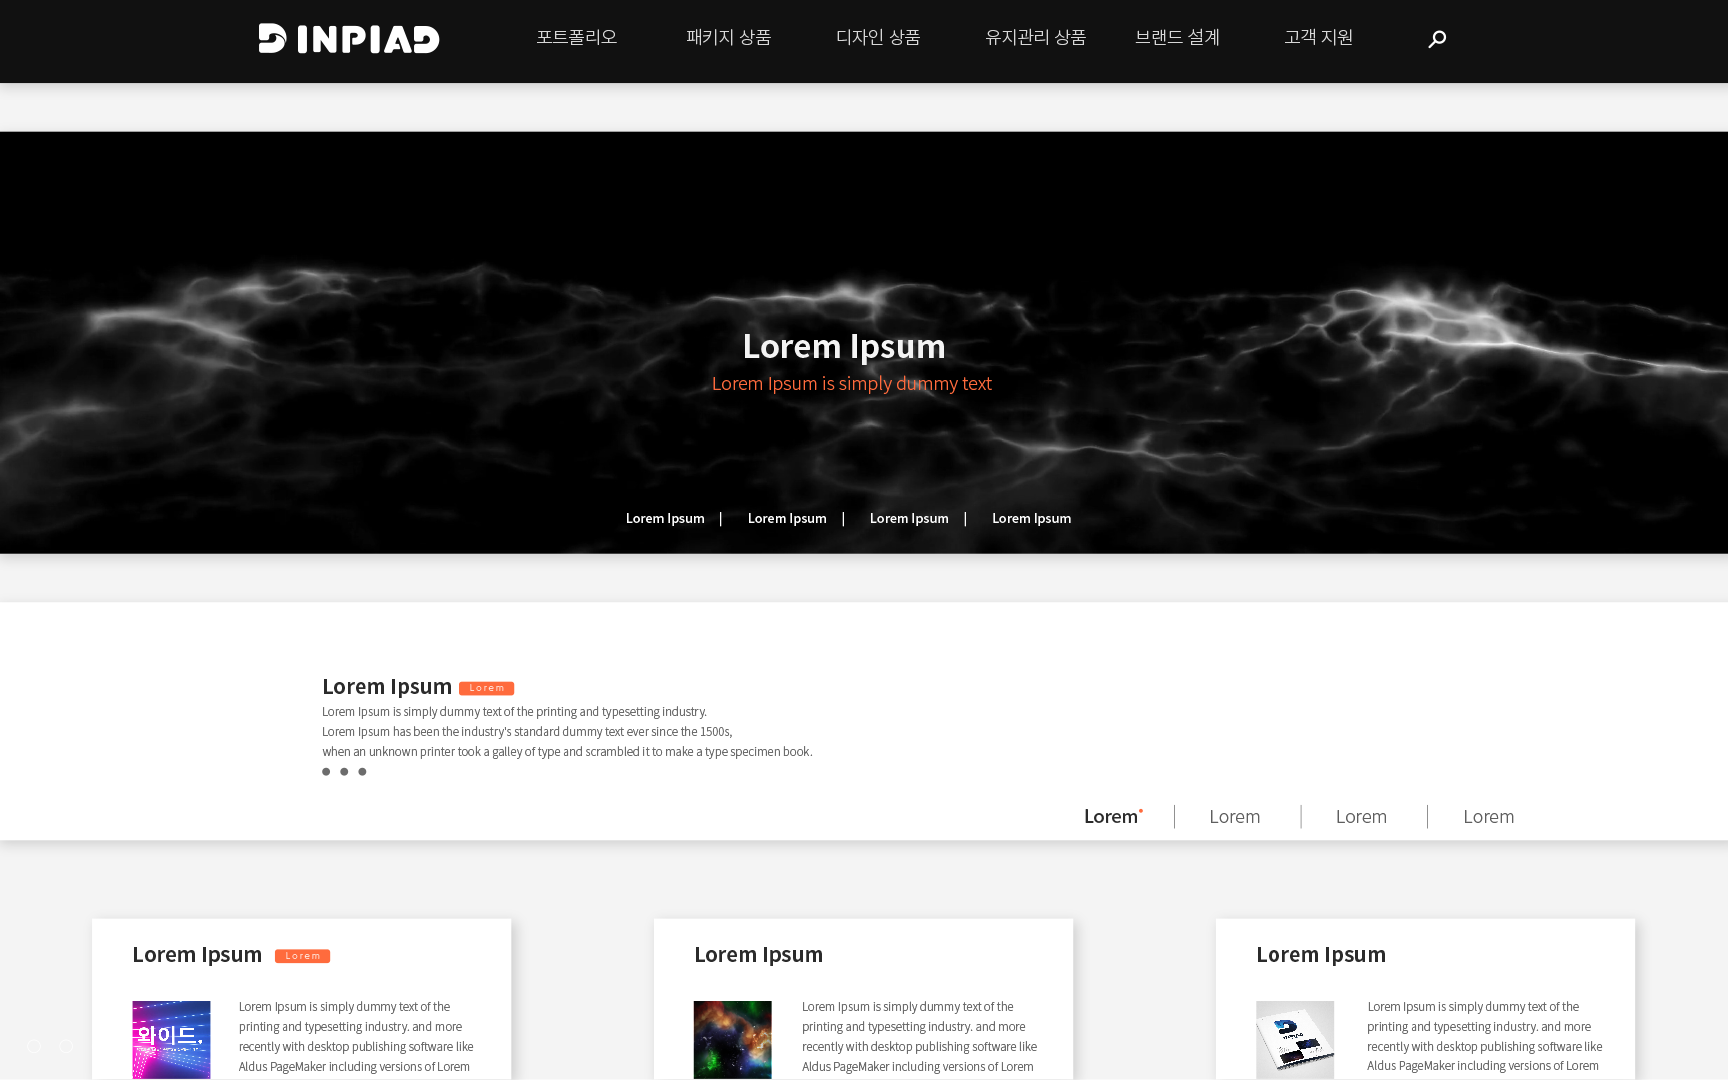 DINPIAD
포트폴리오 패키지 상품 디자인 상품 유지관리 상품 브랜드 설계 고객 지원
Lorem Ipsum
Lorem Ipsum is simply dummy text
Lorem Ipsum | Lorem Ipsum | Lorem Ipsum | Lorem Ipsum
Lorem Ipsum Lorem
Lorem Ipsum is simply dummy text of the printing and typesetting industry.
Lorem Ipsum has been the industry's standard dummy text ever since the 1500s,
when an unknown printer took a galley of type and scrambled it to make a type specimen book.
Lorem | Lorem | Lorem | Lorem
Lorem Ipsum Lorem
와이드.
Lorem Ipsum is simply dummy text of the
printing and typesetting industry. and more
recently with desktop publishing software like
Aldus PageMaker including versions of Lorem
Lorem Ipsum
Lorem Ipsum is simply dummy text of the
printing and typesetting industry. and more
recently with desktop publishing software like
Aldus PageMaker including versions of Lorem
Lorem Ipsum
Lorem Ipsum is simply dummy text of the
printing and typesetting industry. and more
recently with desktop publishing software like
Aldus PageMaker including versions of Lorem